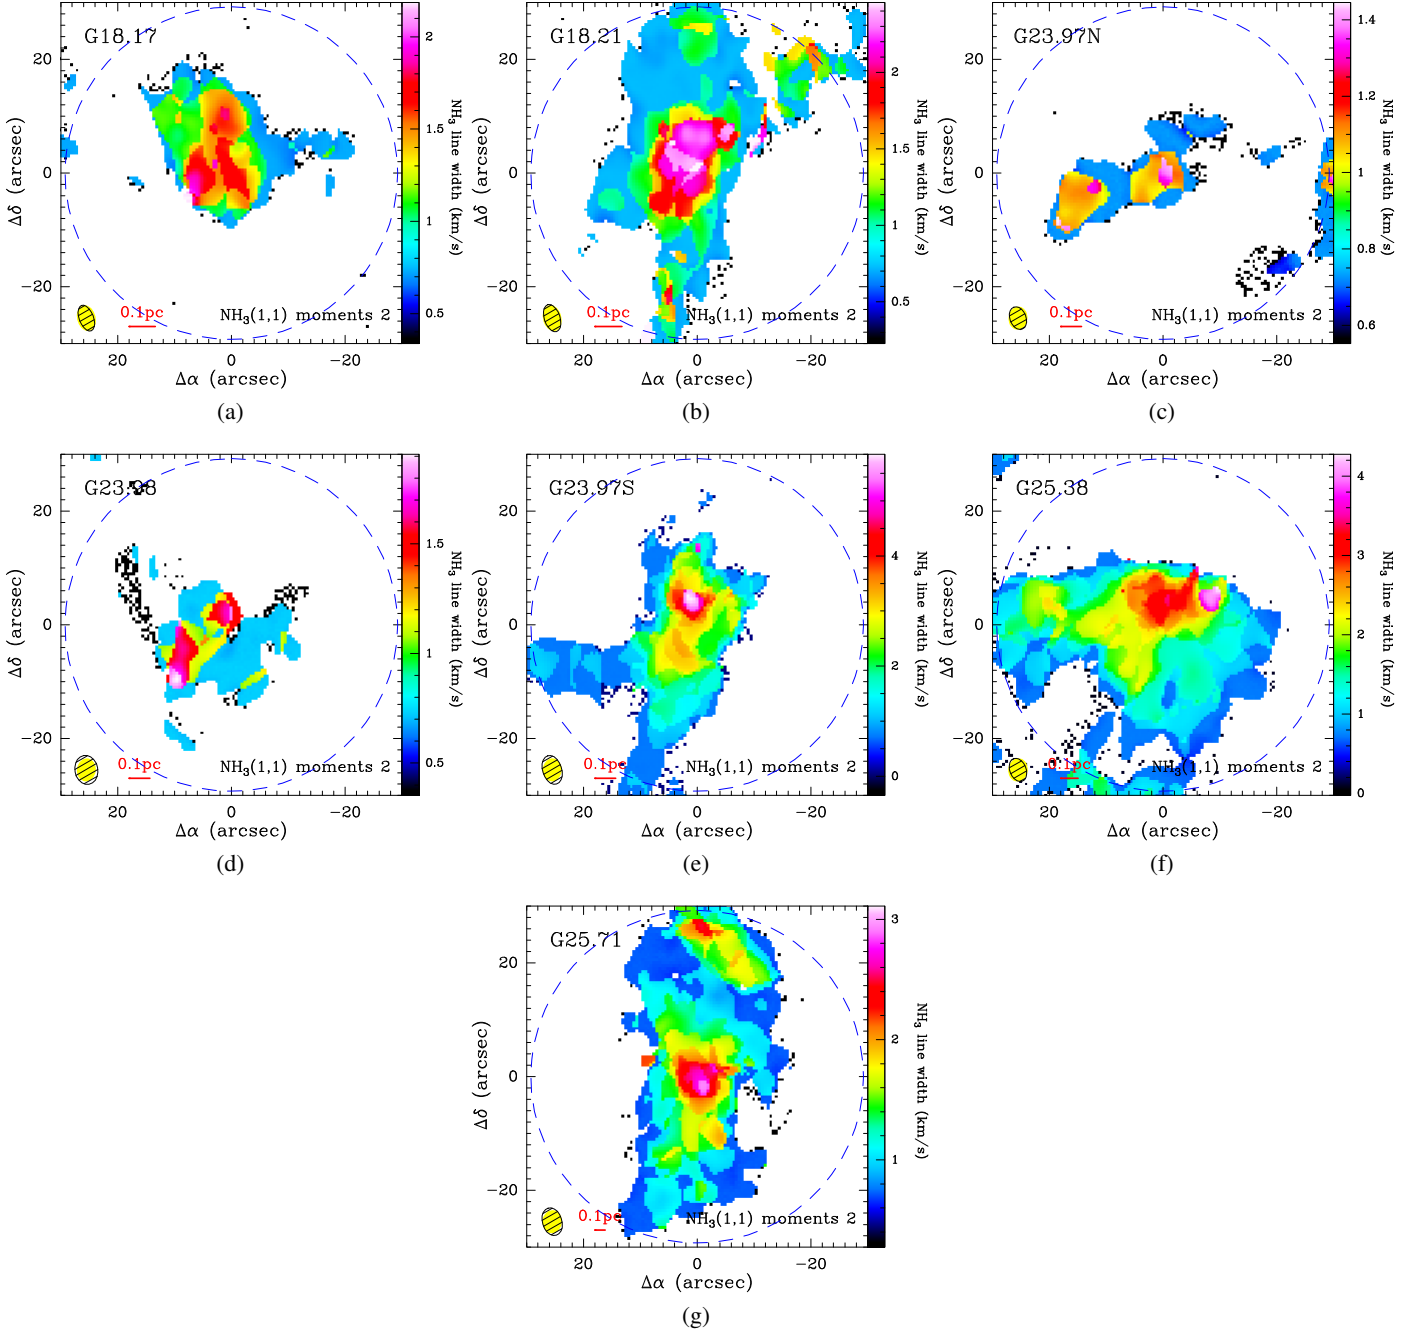 G18.17
20
0
−20
20
0
−20
Δδ (arcsec)
Δα (arcsec)
0.1pc
NH3(1,1) moments 2
2
1.5
1
0.5
NH3 line width (km/s)
(a)
G18.21
20
0
−20
20
0
−20
Δδ (arcsec)
Δα (arcsec)
0.1pc
NH3(1,1) moments 2
2
1.5
1
0.5
NH3 line width (km/s)
(b)
G23.97N
20
0
−20
20
0
−20
Δδ (arcsec)
Δα (arcsec)
0.1pc
NH3(1,1) moments 2
1.4
1.2
1
0.8
0.6
NH3 line width (km/s)
(c)
G23.98
20
0
−20
20
0
−20
Δδ (arcsec)
Δα (arcsec)
0.1pc
NH3(1,1) moments 2
1.5
1
0.5
NH3 line width (km/s)
(d)
G23.97S
20
0
−20
20
0
−20
Δδ (arcsec)
Δα (arcsec)
0.1pc
NH3(1,1) moments 2
4
2
0
NH3 line width (km/s)
(e)
G25.38
20
0
−20
20
0
−20
Δδ (arcsec)
Δα (arcsec)
0.1pc
NH3(1,1) moments 2
4
3
2
1
0
NH3 line width (km/s)
(f)
G25.71
20
0
−20
20
0
−20
Δδ (arcsec)
Δα (arcsec)
0.1pc
NH3(1,1) moments 2
3
2
1
NH3 line width (km/s)
(g)